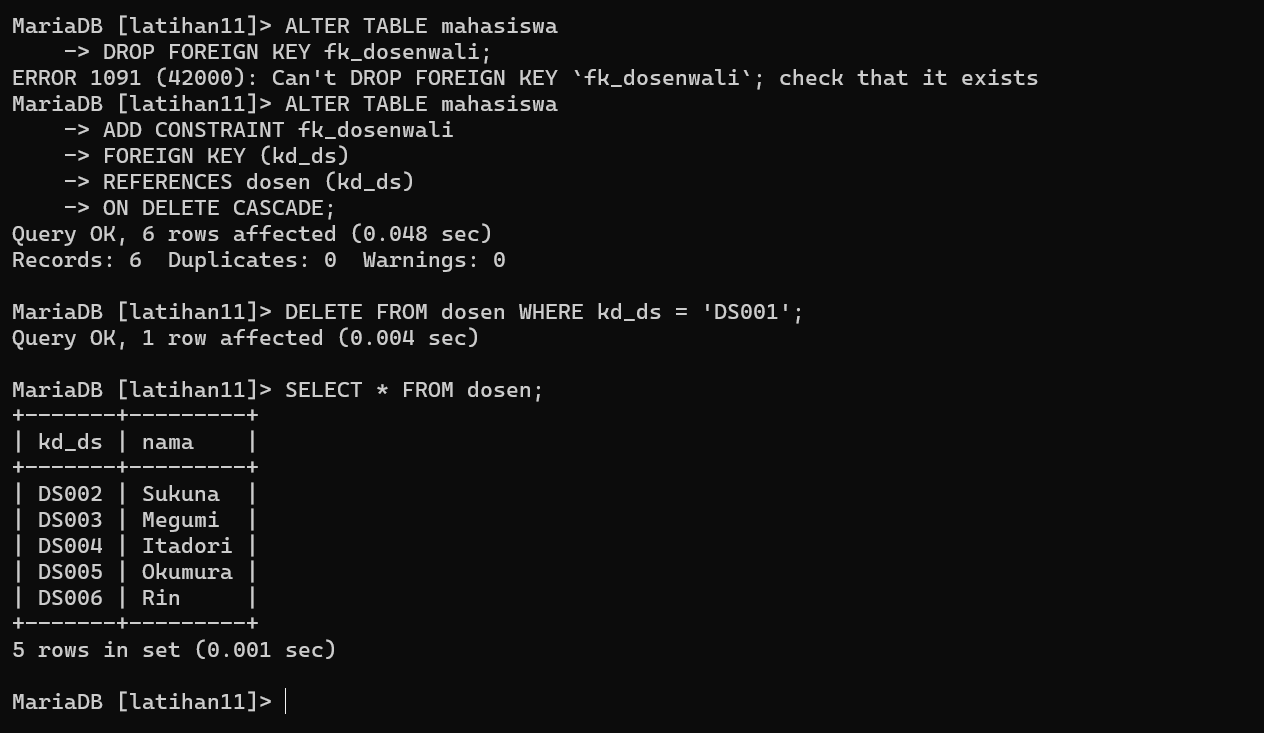 MariaDB [latihan11]> ALTER TABLE mahasiswa
    -> DROP FOREIGN KEY fk_dosenwali;
ERROR 1091 (42000): Can't DROP FOREIGN KEY `fk_dosenwali`; check that it exists
MariaDB [latihan11]> ALTER TABLE mahasiswa
    -> ADD CONSTRAINT fk_dosenwali
    -> FOREIGN KEY (kd_ds)
    -> REFERENCES dosen (kd_ds)
    -> ON DELETE CASCADE;
Query OK, 6 rows affected (0.048 sec)
Records: 6  Duplicates: 0  Warnings: 0

MariaDB [latihan11]> DELETE FROM dosen WHERE kd_ds = 'DS001';
Query OK, 1 row affected (0.004 sec)

MariaDB [latihan11]> SELECT * FROM dosen;
+-------+---------+
| kd_ds | nama    |
+-------+---------+
| DS002 | Sukuna  |
| DS003 | Megumi  |
| DS004 | Itadori |
| DS005 | Okumura |
| DS006 | Rin     |
+-------+---------+
5 rows in set (0.001 sec)

MariaDB [latihan11]>